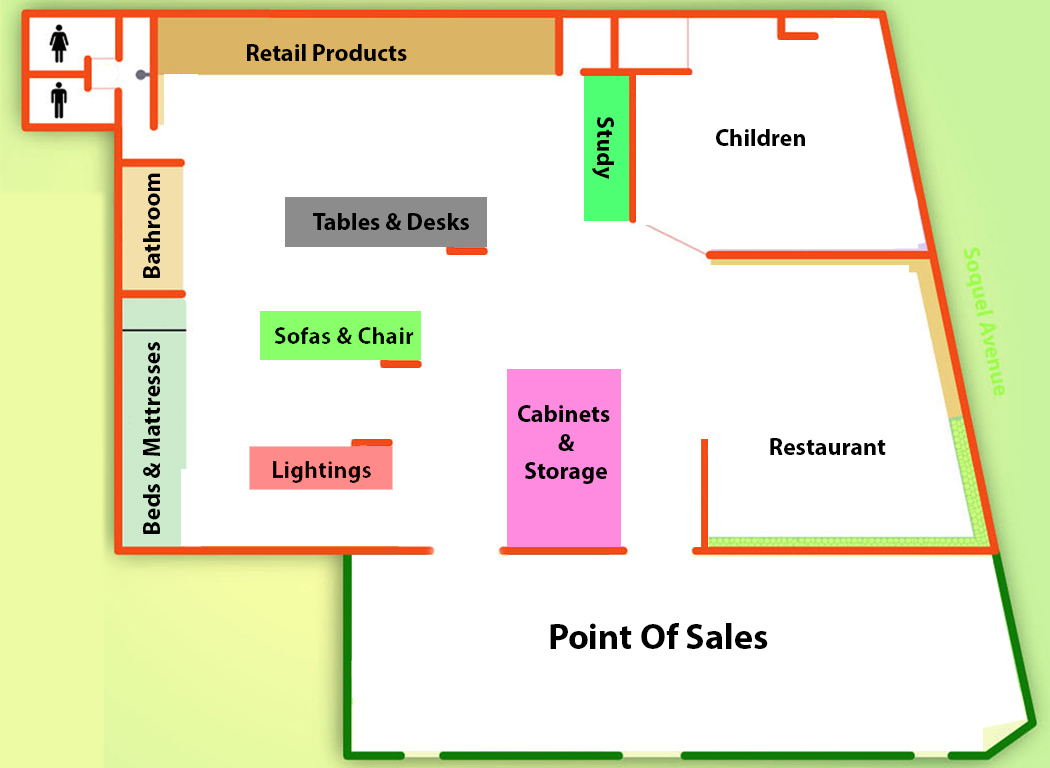 Retail Products
Study
Children
Bathroom
Tables & Desks
Soquel Avenue
Sofas & Chair
Beds & Mattresses
Cabinets
&
Storage
Restaurant
Lightings
Point Of Sales